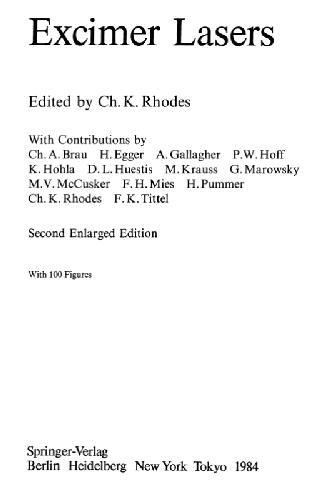 Excimer Lasers
Edited by Ch. K. Rhodes
With Contributions by
Ch. A. Brau H. Egger A. Gallagher P. W. Hoff
K. Hohla D. L. Huestis M. Krauss G. Marowsky
M. V. McCusker F. H. Mies H. Pummer
Ch. K. Rhodes F. K. Tittel
Second Enlarged Edition
With 100 Figures
Springer-Verlag
Berlin Heidelberg New York Tokyo 1984